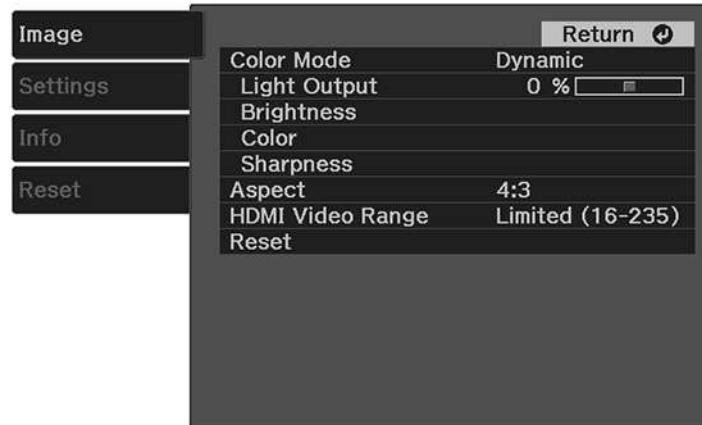 Image
Settings
Info
Reset
Return
Color Mode Dynamic
Light Output 0 %
Brightness
Color
Sharpness
Aspect 4:3
HDMI Video Range Limited (16-235)
Reset